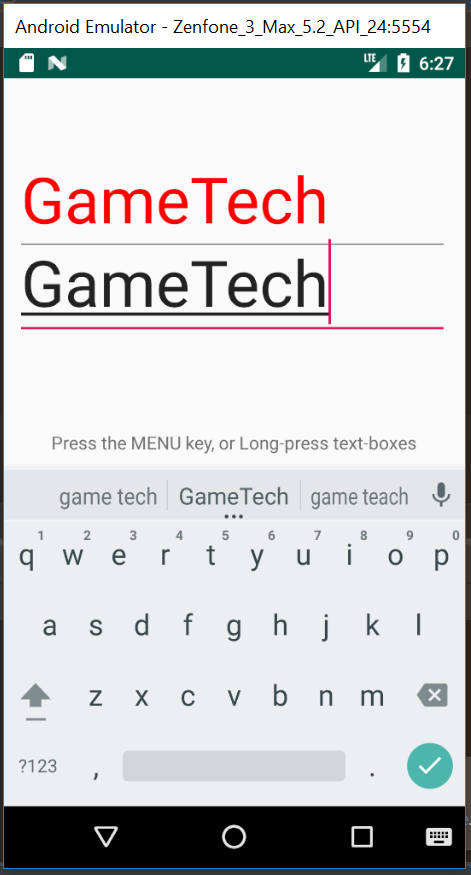 Android Emulator - Zenfone_3_Max_5.2_API_24:5554
LTE 6:27
GameTech
GameTech
Press the MENU key, or Long-press text-boxes
game tech GameTech game teach
1 2 3 4 5 6 7 8 9 0
q w e r t y u i o p
a s d f g h j k l
z x c v b n m
?123 , .